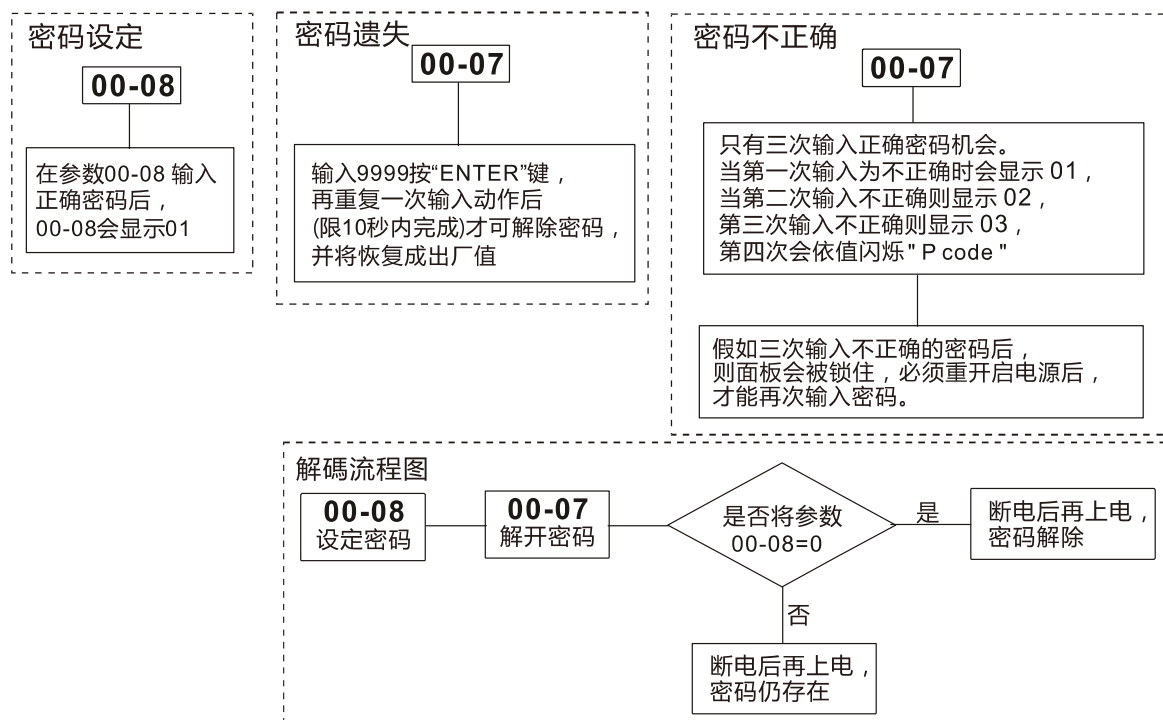 密码设定
00-08
在参数00-08 输入
正确密码后，
00-08会显示01
密码遗失
00-07
输入9999按“ENTER”键，
再重复一次输入动作后
(限10秒内完成)才可解除密码，
并将恢复成出厂值
密码不正确
00-07
只有三次输入正确密码机会。
当第一次输入为不正确时会显示 01，
当第二次输入不正确则显示 02，
第三次输入不正确则显示 03，
第四次会依值闪烁" P code "
假如三次输入不正确的密码后，
则面板会被锁住，必须重开启电源后，
才能再次输入密码。
解碼流程图
00-08
设定密码
00-07
解开密码
是否将参数
00-08=0
是
断电后再上电，
密码解除
否
断电后再上电，
密码仍存在